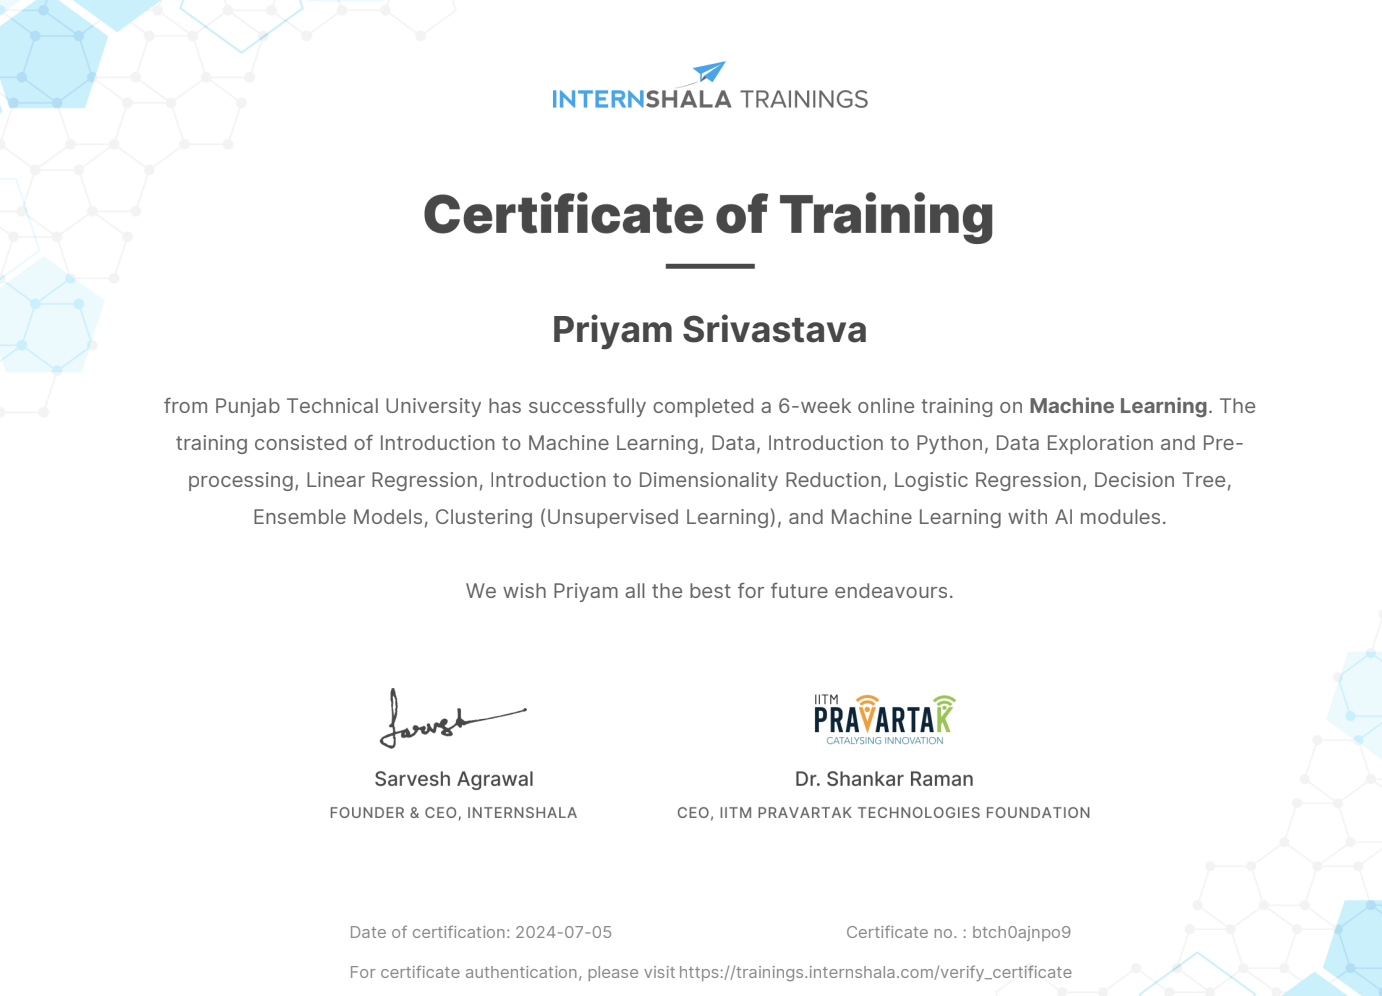 INTERNSHALA TRAININGS
Certificate of Training
Priyam Srivastava
from Punjab Technical University has successfully completed a 6-week online training on Machine Learning. The
training consisted of Introduction to Machine Learning, Data, Introduction to Python, Data Exploration and Pre-
processing, Linear Regression, Introduction to Dimensionality Reduction, Logistic Regression, Decision Tree,
Ensemble Models, Clustering (Unsupervised Learning), and Machine Learning with AI modules.
We wish Priyam all the best for future endeavours.
Sarvesh
IITM
PRAVARTAK
CATALYSING INNOVATION
Sarvesh Agrawal
Dr. Shankar Raman
FOUNDER & CEO, INTERNSHALA
CEO, IITM PRAVARTAK TECHNOLOGIES FOUNDATION
Date of certification: 2024-07-05
Certificate no. : btch0ajnpo9
For certificate authentication, please visit https://trainings.internshala.com/verify_certificate